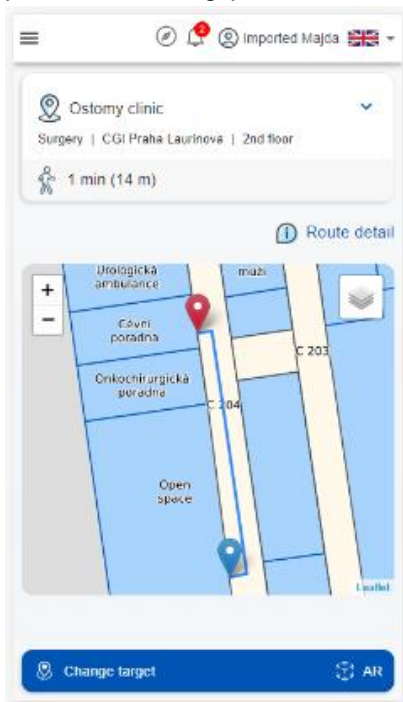 2
Imported Majda
Ostomy clinic
Surgery | CGI Praha Laurinova | 2nd floor
1 min (14 m)
Route detail
+
−
Urologická
ambulance
muži
Cévní
poradna
C 203
Onkochirurgická
poradna
C 204
Open
space
Leaflet
Change target
AR